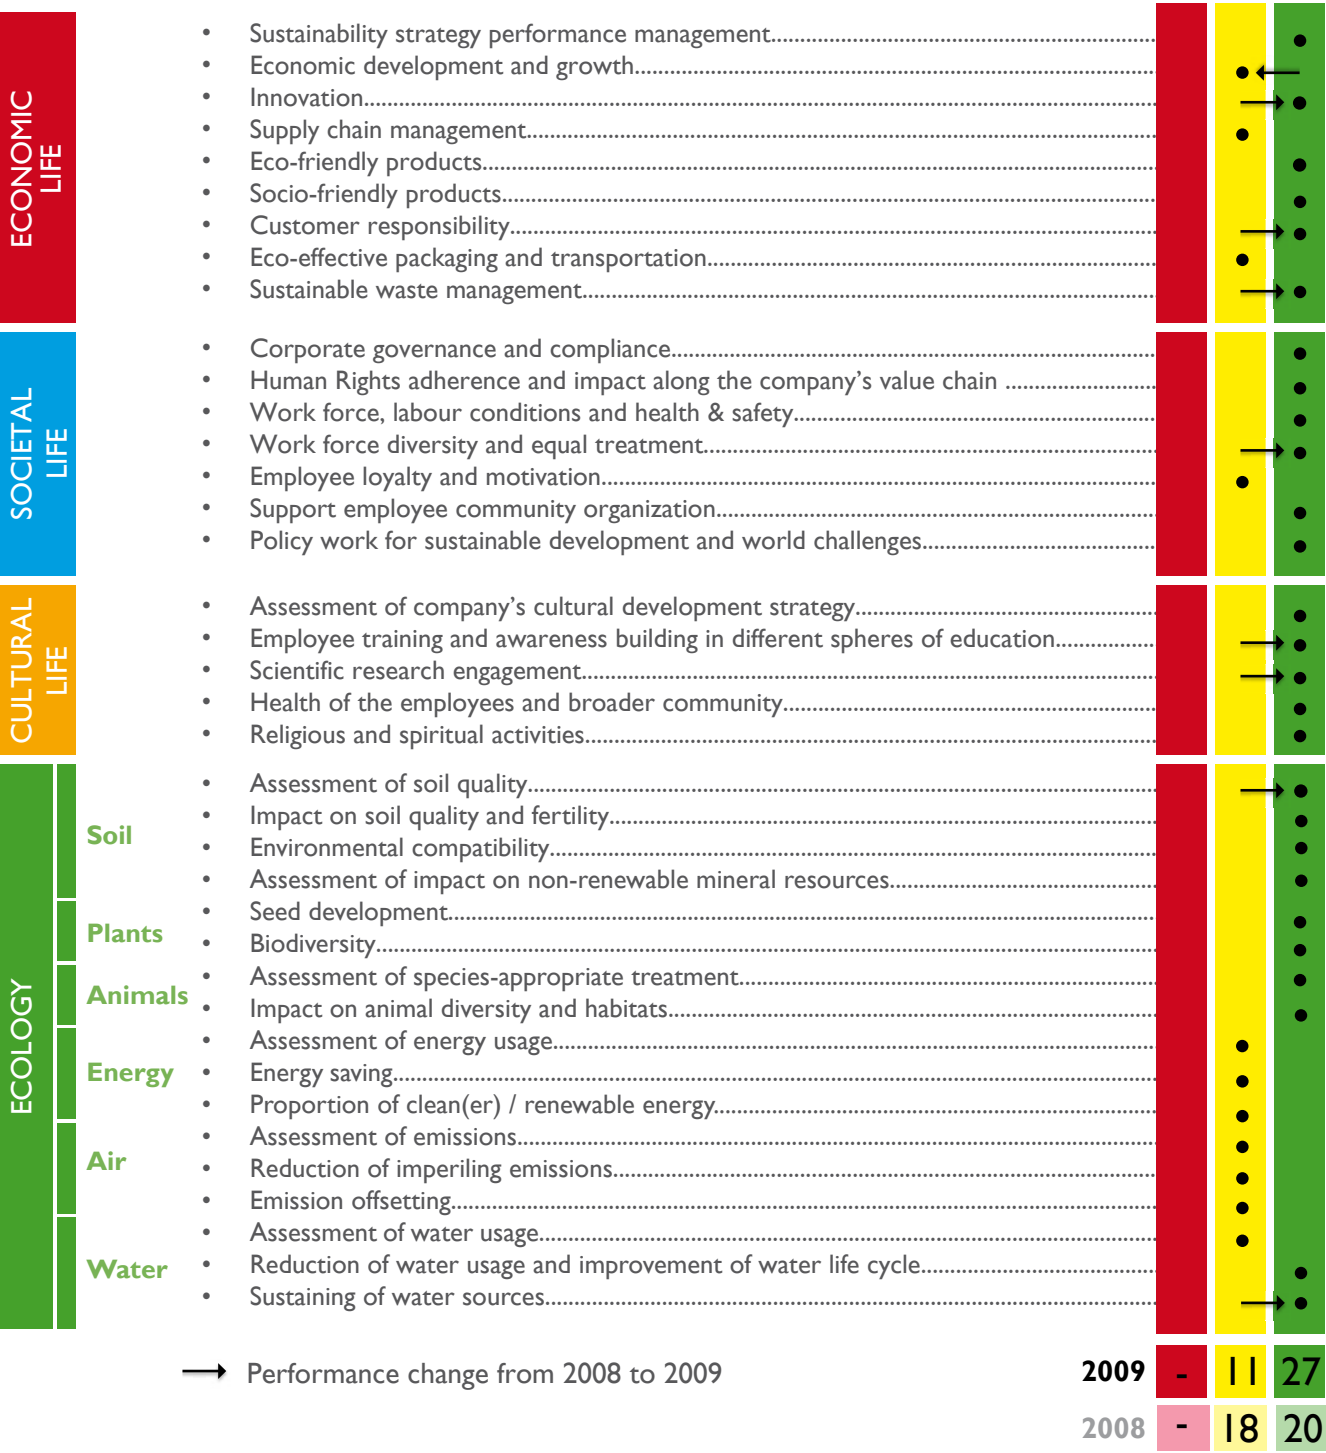 ECONOMIC
LIFE
• Sustainability strategy performance management
• Economic development and growth
• Innovation
• Supply chain management
• Eco-friendly products
• Socio-friendly products
• Customer responsibility
• Eco-effective packaging and transportation
• Sustainable waste management
SOCIETAL
LIFE
• Corporate governance and compliance
• Human Rights adherence and impact along the company’s value chain
• Work force, labour conditions and health & safety
• Work force diversity and equal treatment
• Employee loyalty and motivation
• Support employee community organization
• Policy work for sustainable development and world challenges
CULTURAL
LIFE
• Assessment of company’s cultural development strategy
• Employee training and awareness building in different spheres of education
• Scientific research engagement
• Health of the employees and broader community
• Religious and spiritual activities
ECOLOGY
Soil
• Assessment of soil quality
• Impact on soil quality and fertility
• Environmental compatibility
• Assessment of impact on non-renewable mineral resources
Plants
• Seed development
• Biodiversity
Animals
• Assessment of species-appropriate treatment
• Impact on animal diversity and habitats
Energy
• Assessment of energy usage
• Energy saving
• Proportion of clean(er) / renewable energy
Air
• Assessment of emissions
• Reduction of imperiling emissions
• Emission offsetting
Water
• Assessment of water usage
• Reduction of water usage and improvement of water life cycle
• Sustaining of water sources
→ Performance change from 2008 to 2009
2009 - 11 27
2008 - 18 20